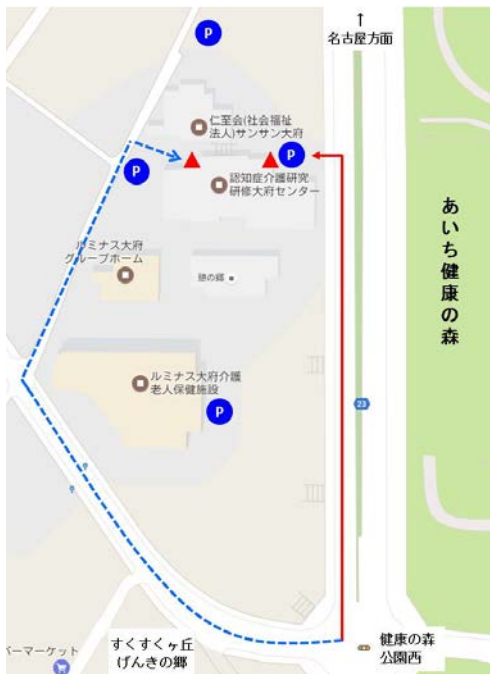 ↑
名古屋方面
P
仁至会(社会福祉
法人)サンサン大府
P
P
認知症介護研究
研修大府センター
あいち健康の森
ルミナス大府
グループホーム
憩の郷
ルミナス大府介護
老人保健施設
P
23
すくすくヶ丘
げんきの郷
バーマーケット
健康の森
公園西